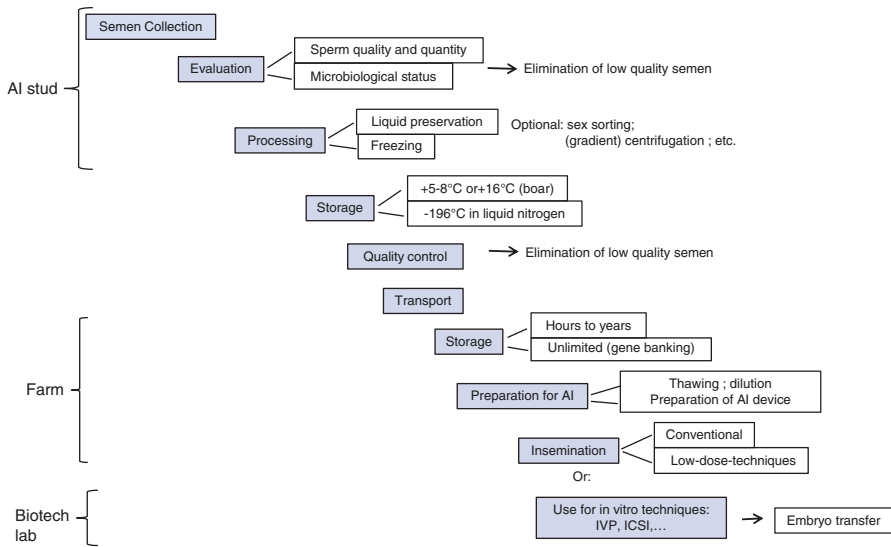 Semen Collection
AI stud
Evaluation
Sperm quality and quantity
Microbiological status
Elimination of low quality semen
Processing
Liquid preservation
Freezing
Optional: sex sorting;
(gradient) centrifugation ; etc.
Storage
+5-8°C or+16°C (boar)
-196°C in liquid nitrogen
Quality control
Elimination of low quality semen
Transport
Farm
Storage
Hours to years
Unlimited (gene banking)
Preparation for AI
Thawing ; dilution
Preparation of AI device
Insemination
Conventional
Low-dose-techniques
Or:
Biotech
lab
Use for in vitro techniques:
IVP, ICSI,...
Embryo transfer